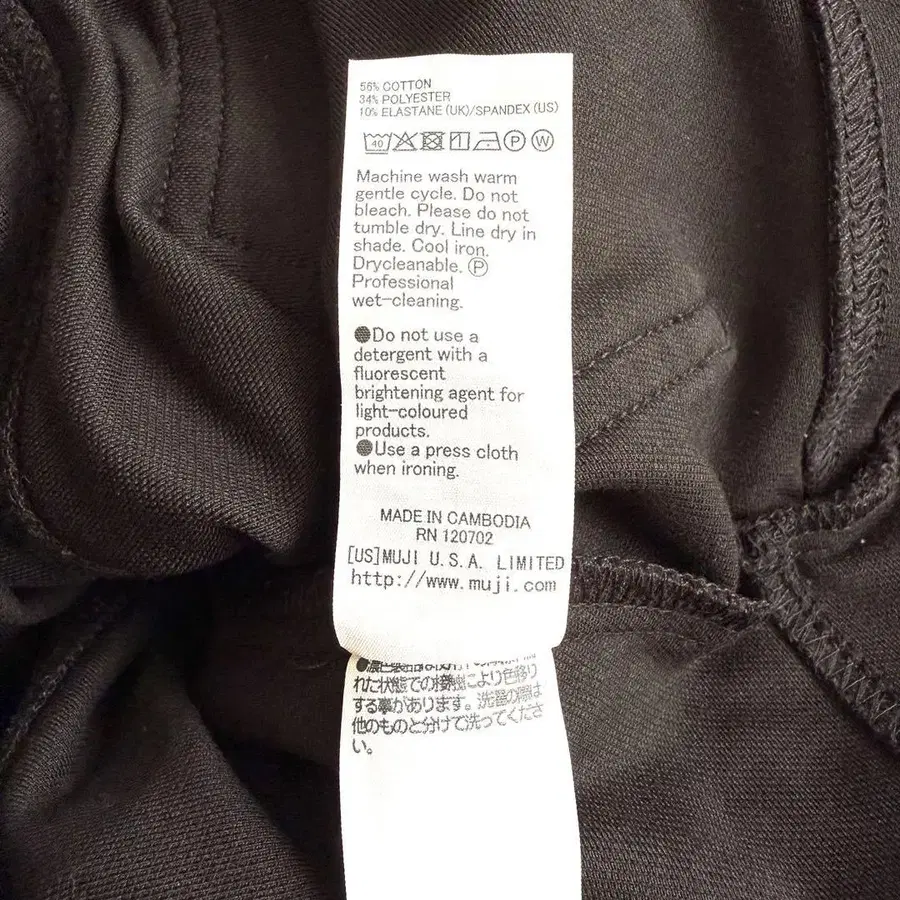 56% COTTON
34% POLYESTER
10% ELASTANE (UK)/SPANDEX (US)
40
P W
Machine wash warm
gentle cycle. Do not
bleach. Please do not
tumble dry. Line dry in
shade. Cool iron.
Drycleanable. Ⓟ
Professional
wet-cleaning.
●Do not use a
detergent with a
fluorescent
brightening agent for
light-coloured
products.
●Use a press cloth
when ironing.
MADE IN CAMBODIA
RN 120702
[US]MUJI U.S.A. LIMITED
http://www.muji.com
れた状態での接触により色移り
する事があります。洗濯の際は
他のものと分けて洗ってくださ
い。